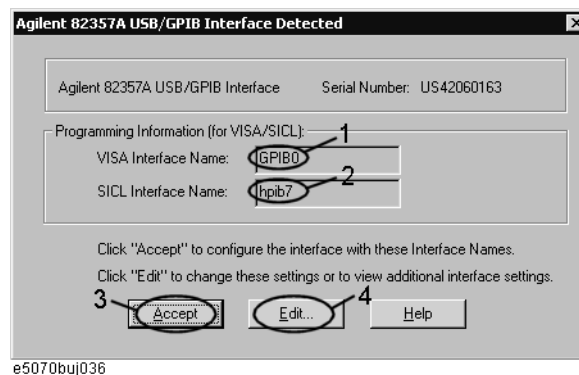 Agilent 82357A USB/GPIB Interface Detected
Agilent 82357A USB/GPIB Interface Serial Number: US42060163
Programming Information (for VISA/SICL): 1
VISA Interface Name: GPIB0
2
SICL Interface Name: hpib7
Click "Accept" to configure the interface with these Interface Names.
Click "Edit" to change these settings or to view additional interface settings.
3 Accept Edit... 4 Help
e5070buj036